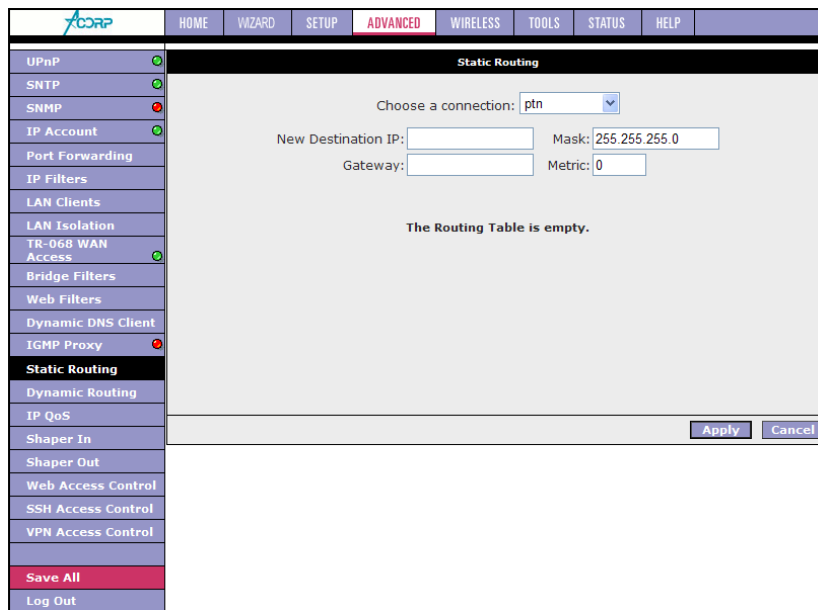 ACORP
HOME WIZARD SETUP ADVANCED WIRELESS TOOLS STATUS HELP
UPnP
SNTP
SNMP
IP Account
Port Forwarding
IP Filters
LAN Clients
LAN Isolation
TR-068 WAN
Access
Bridge Filters
Web Filters
Dynamic DNS Client
IGMP Proxy
Static Routing
Dynamic Routing
IP QoS
Shaper In
Shaper Out
Web Access Control
SSH Access Control
VPN Access Control
Save All
Log Out
Static Routing
Choose a connection: ptn
New Destination IP: Mask: 255.255.255.0
Gateway: Metric: 0
The Routing Table is empty.
Apply Cancel